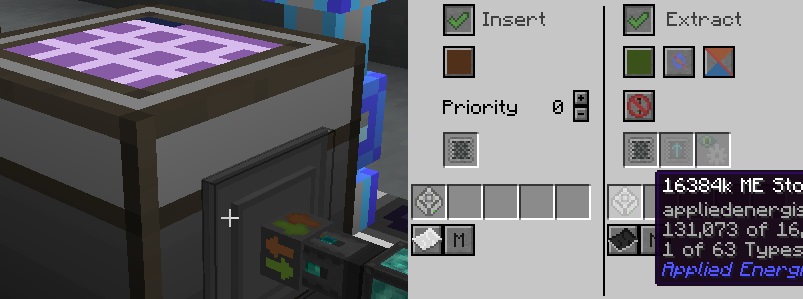 Insert
Extract
Priority 0
+
-
M
16384k ME Sto
appliedenergis
131,073 of 16,
1 of 63 Types
Applied Energi